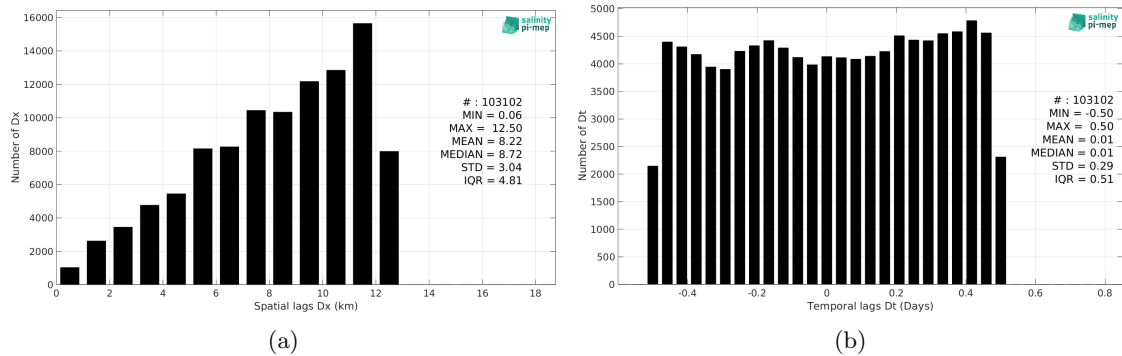 16000
14000
12000
10000
8000
6000
4000
2000
0
Number of Dx
0 2 4 6 8 10 12 14 16 18
Spatial lags Dx (km)
salinity
pi-mep
# : 103102
MIN = 0.06
MAX = 12.50
MEAN = 8.22
MEDIAN = 8.72
STD = 3.04
IQR = 4.81
(a)
5000
4500
4000
3500
3000
2500
2000
1500
1000
500
0
Number of Dt
-0.4 -0.2 0 0.2 0.4 0.6 0.8
Temporal lags Dt (Days)
salinity
pi-mep
# : 103102
MIN = -0.50
MAX = 0.50
MEAN = 0.01
MEDIAN = 0.01
STD = 0.29
IQR = 0.51
(b)